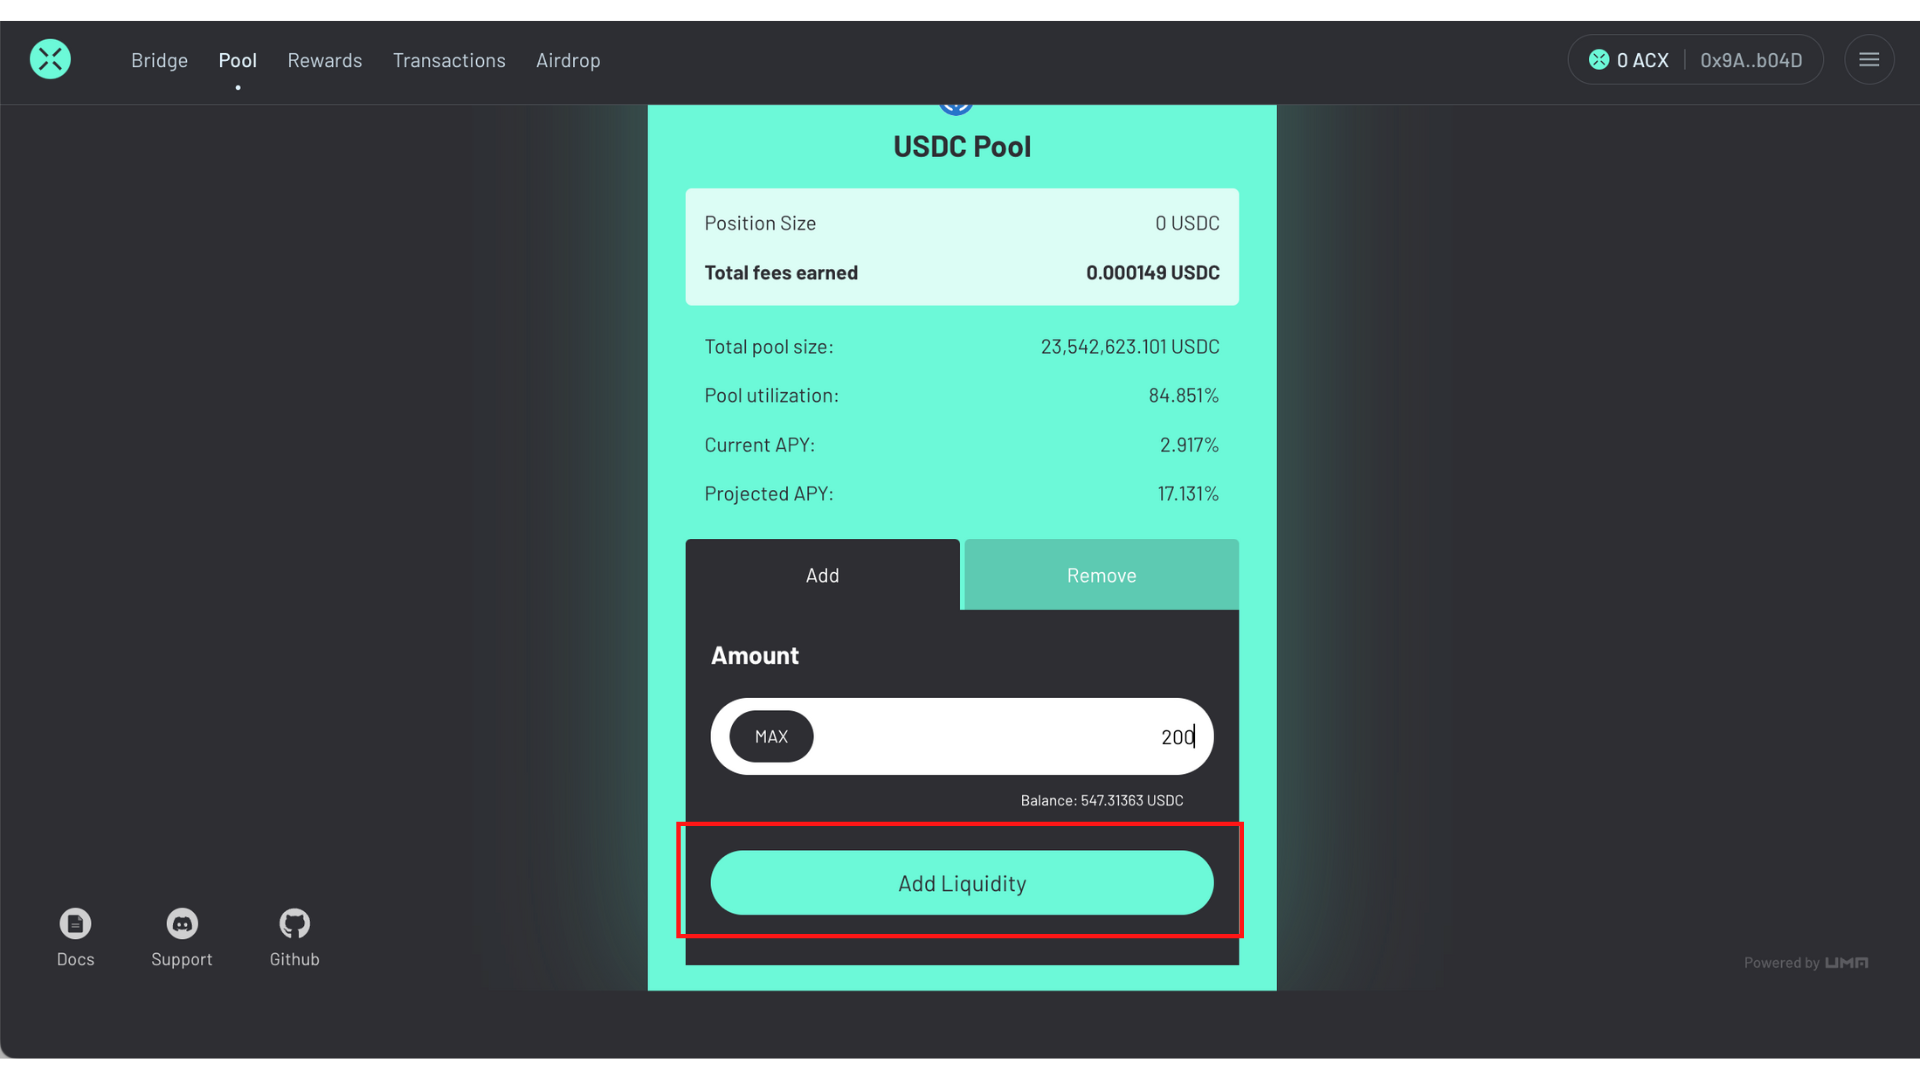 Bridge Pool Rewards Transactions Airdrop 0 ACX 0x9A..b04D
USDC Pool
Position Size 0 USDC
Total fees earned 0.000149 USDC
Total pool size: 23,542,623.101 USDC
Pool utilization: 84.851%
Current APY: 2.917%
Projected APY: 17.131%
Add Remove
Amount
MAX 200
Balance: 547.31363 USDC
Add Liquidity
Docs Support Github
Powered by UMA